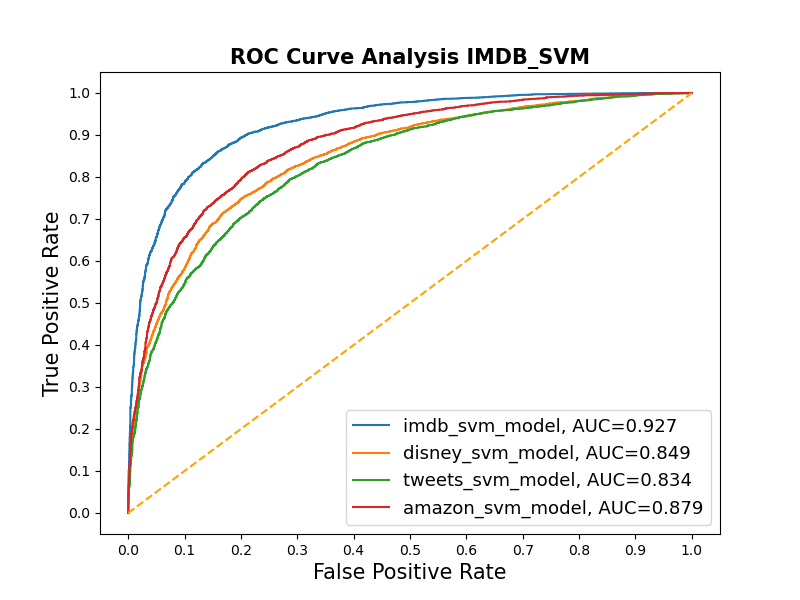 ROC Curve Analysis IMDB_SVM
True Positive Rate
1.0
0.9
0.8
0.7
0.6
0.5
0.4
0.3
0.2
0.1
0.0
imdb_svm_model, AUC=0.927
disney_svm_model, AUC=0.849
tweets_svm_model, AUC=0.834
amazon_svm_model, AUC=0.879
0.0 0.1 0.2 0.3 0.4 0.5 0.6 0.7 0.8 0.9 1.0
False Positive Rate